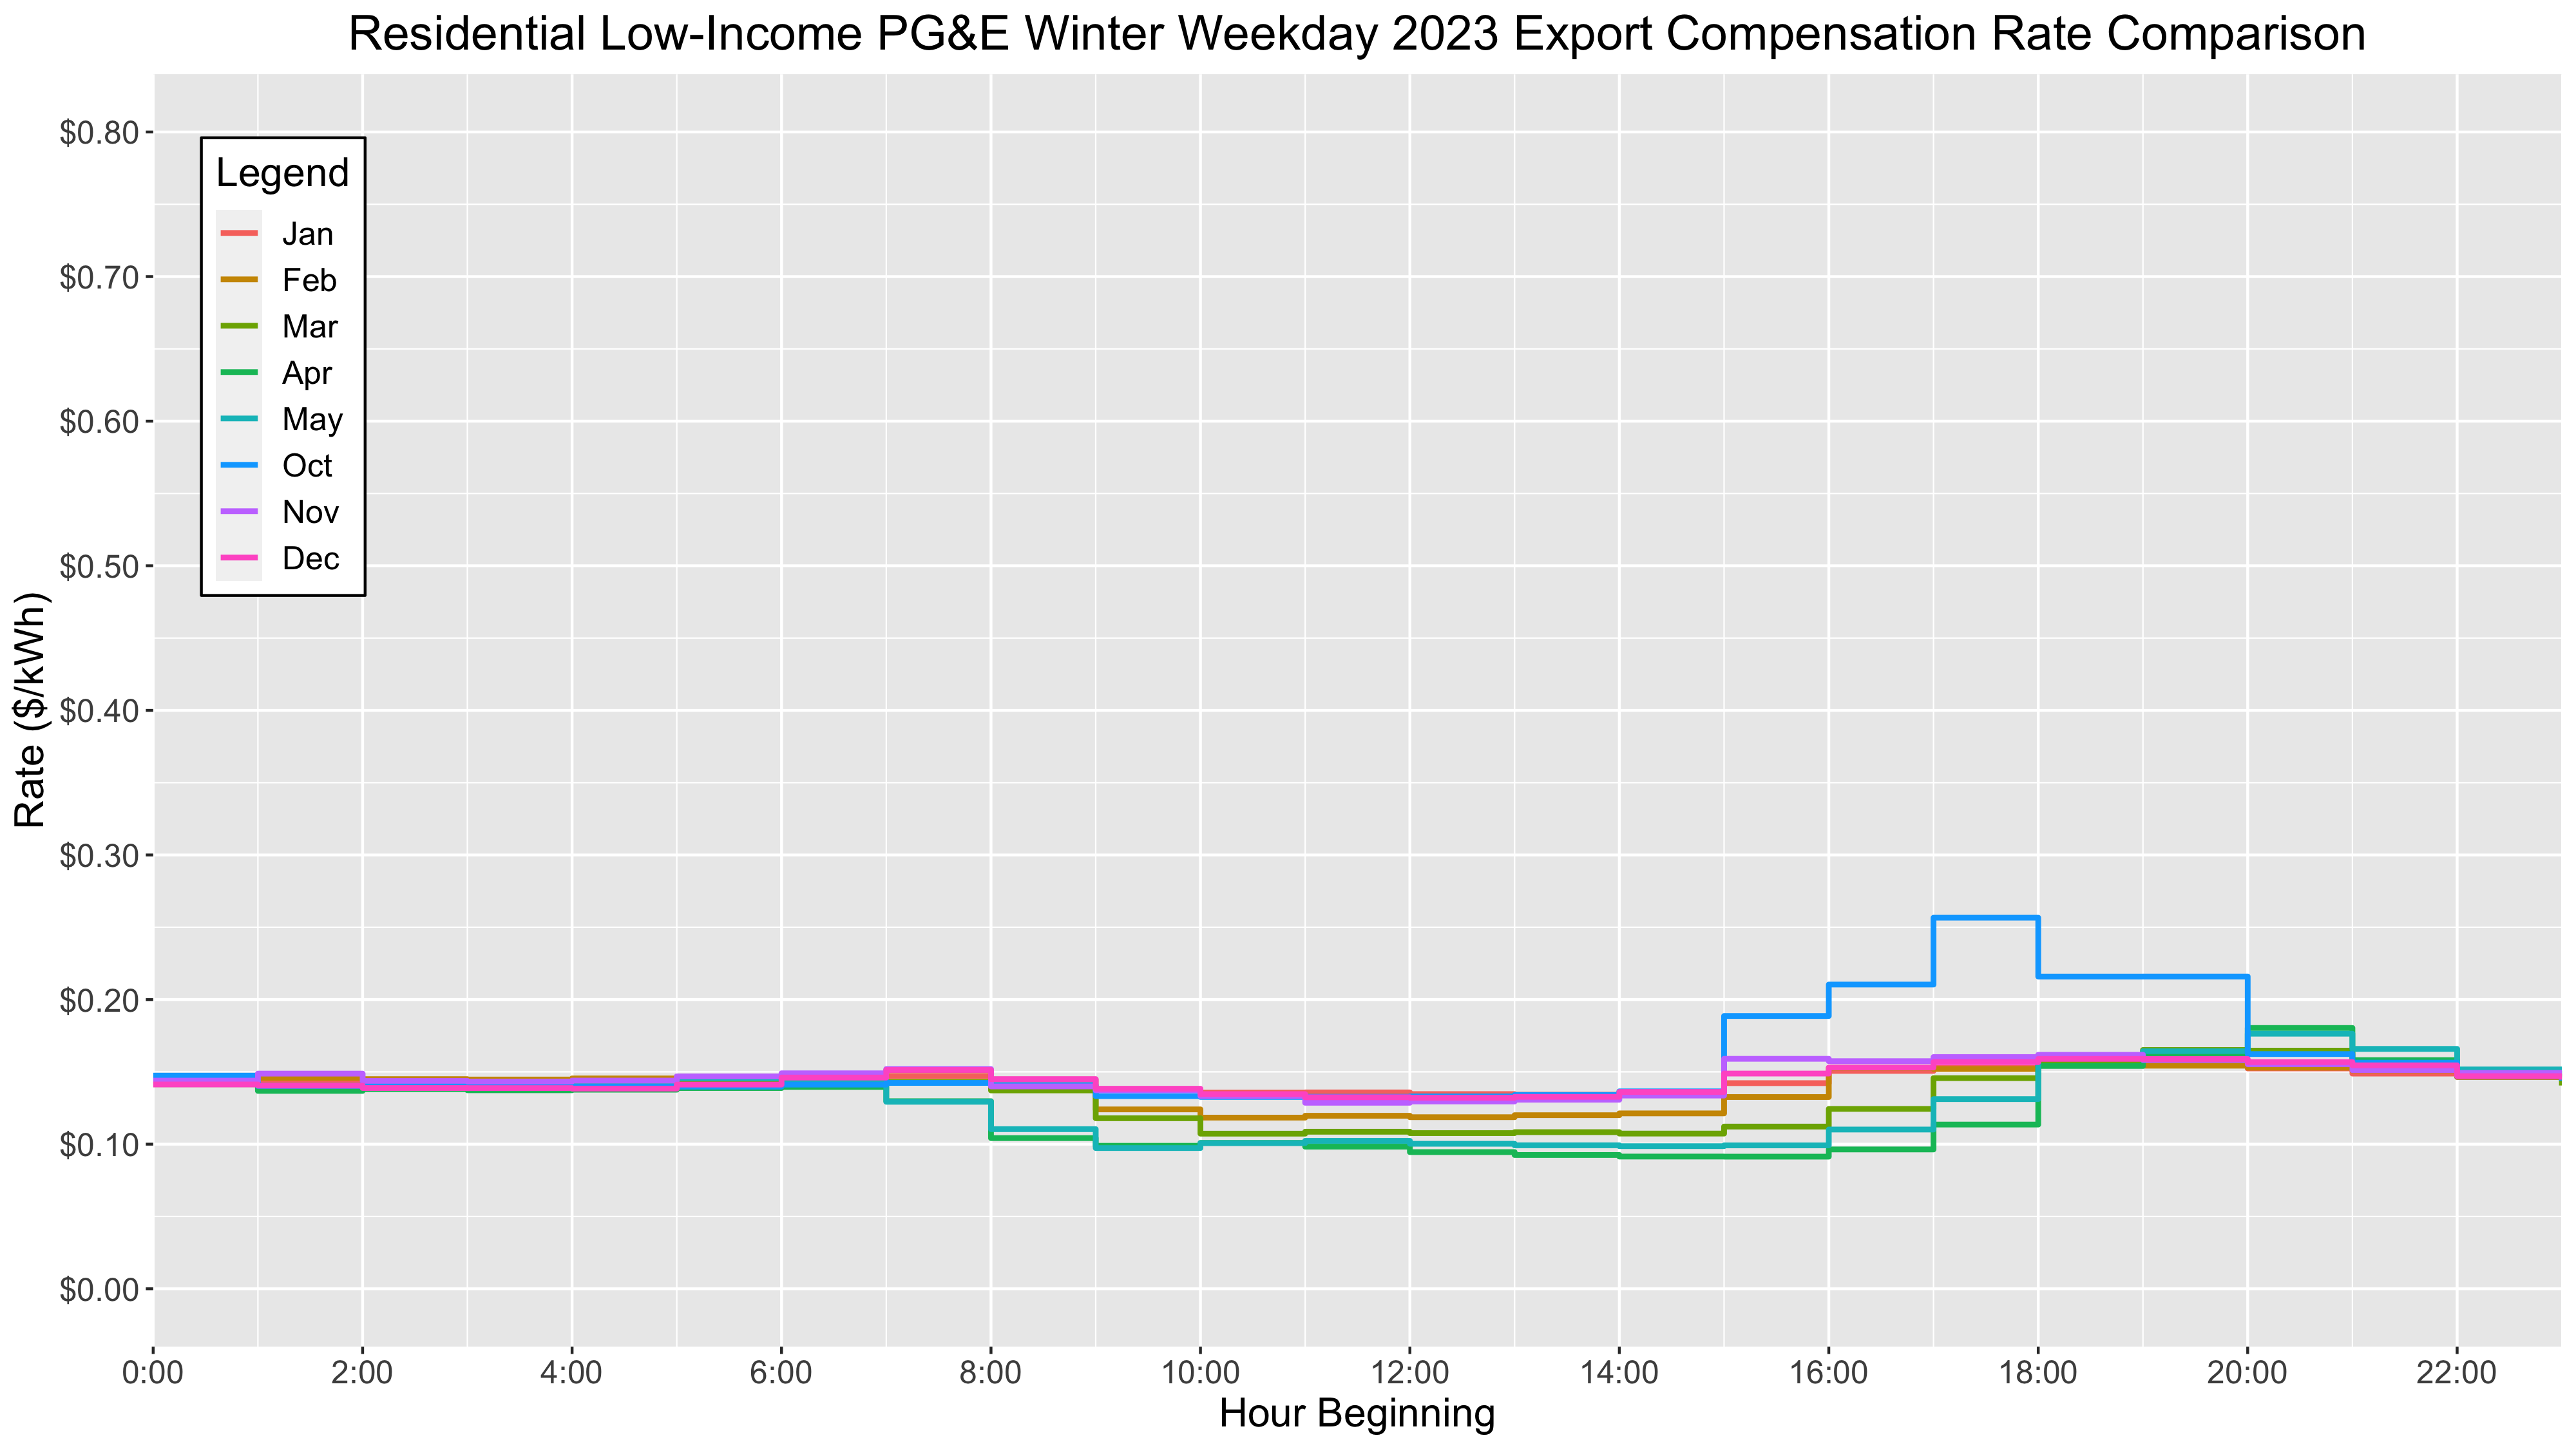 Residential Low-Income PG&E Winter Weekday 2023 Export Compensation Rate Comparison
Rate ($/kWh)
$0.80
$0.70
$0.60
$0.50
$0.40
$0.30
$0.20
$0.10
$0.00
Legend
Jan
Feb
Mar
Apr
May
Oct
Nov
Dec
0:00 2:00 4:00 6:00 8:00 10:00 12:00 14:00 16:00 18:00 20:00 22:00
Hour Beginning